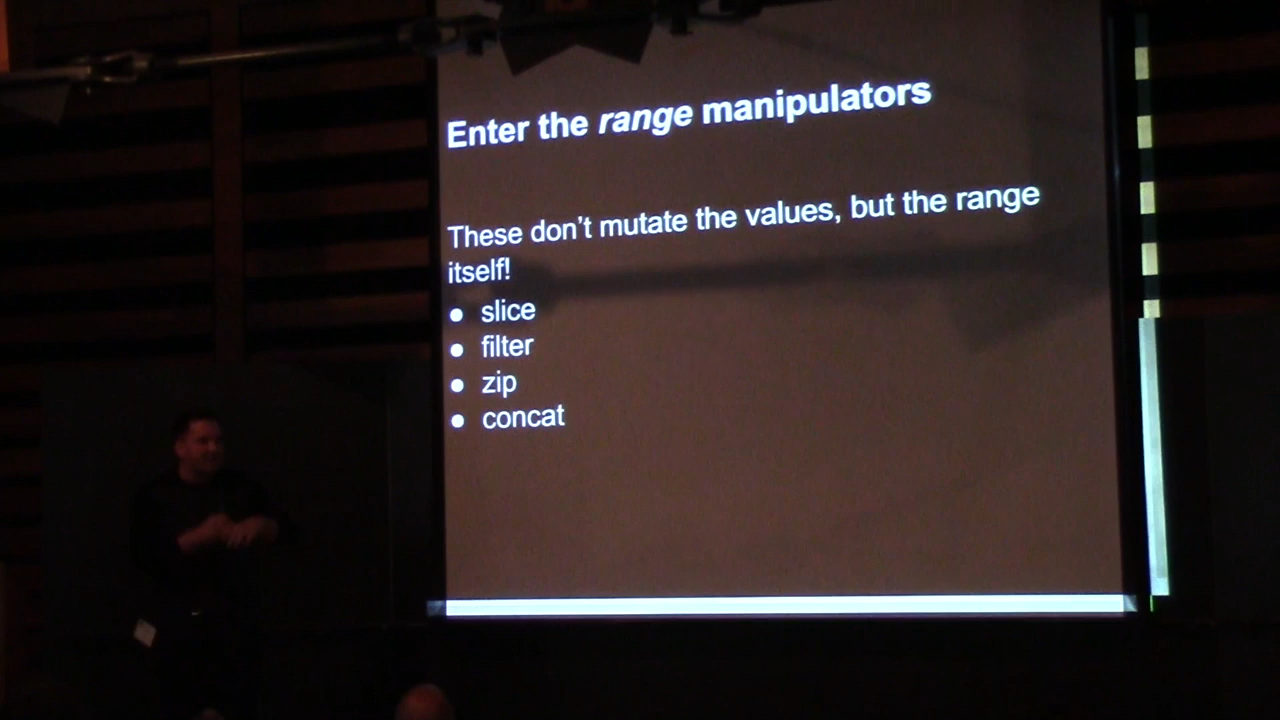 Enter the range manipulators
These don't mutate the values, but the range
itself!
● slice
● filter
● zip
● concat